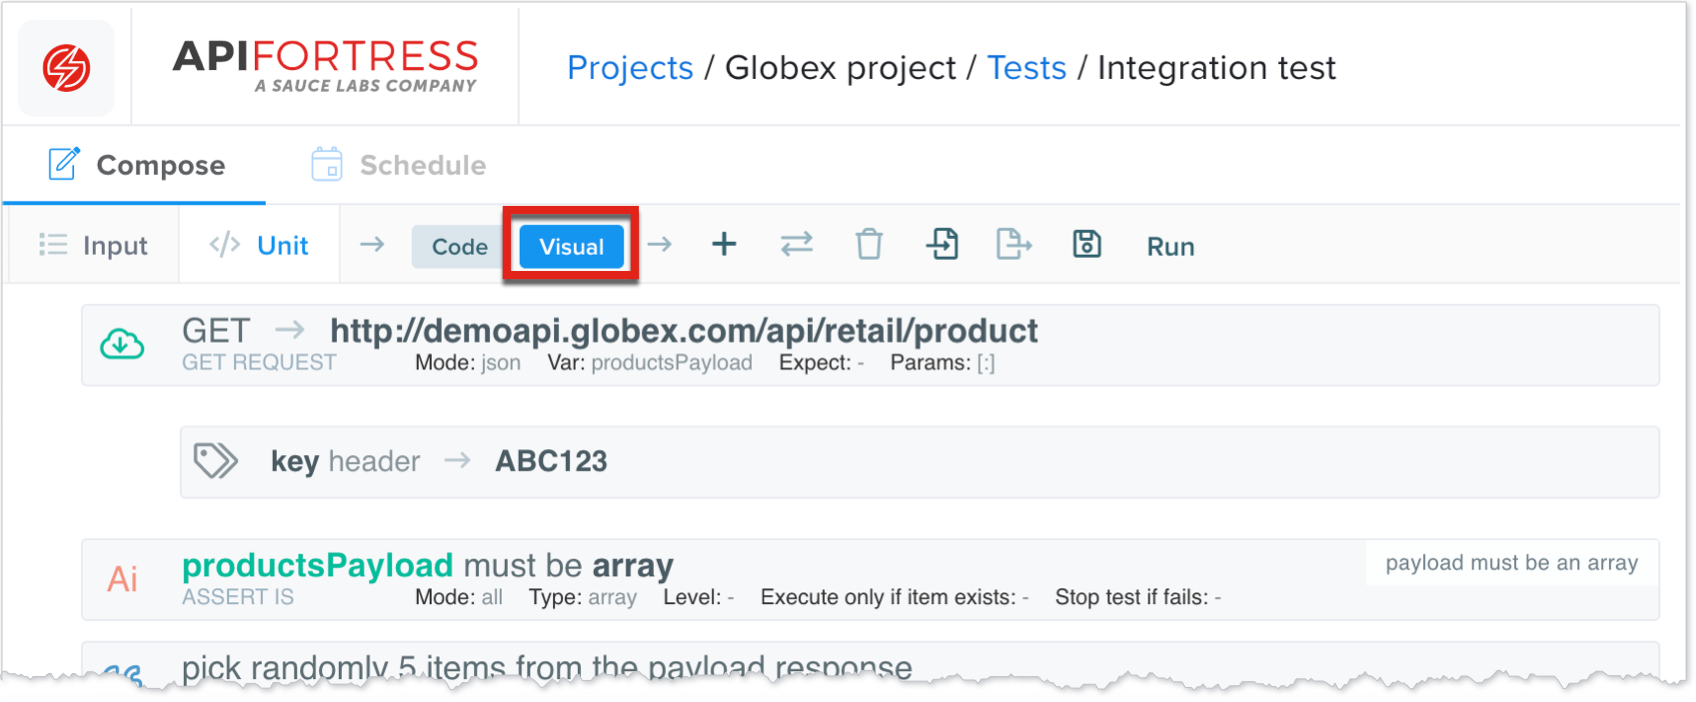 APIFORTRESS
A SAUCE LABS COMPANY
Projects / Globex project / Tests / Integration test
Compose
Schedule
Input
Unit
Code
Visual
Run
GET → http://demoapi.globex.com/api/retail/product
GET REQUEST Mode: json Var: productsPayload Expect: - Params: [:]
key header → ABC123
Ai
productsPayload must be array
payload must be an array
ASSERT IS Mode: all Type: array Level: - Execute only if item exists: - Stop test if fails: -
pick randomly 5 items from the payload response